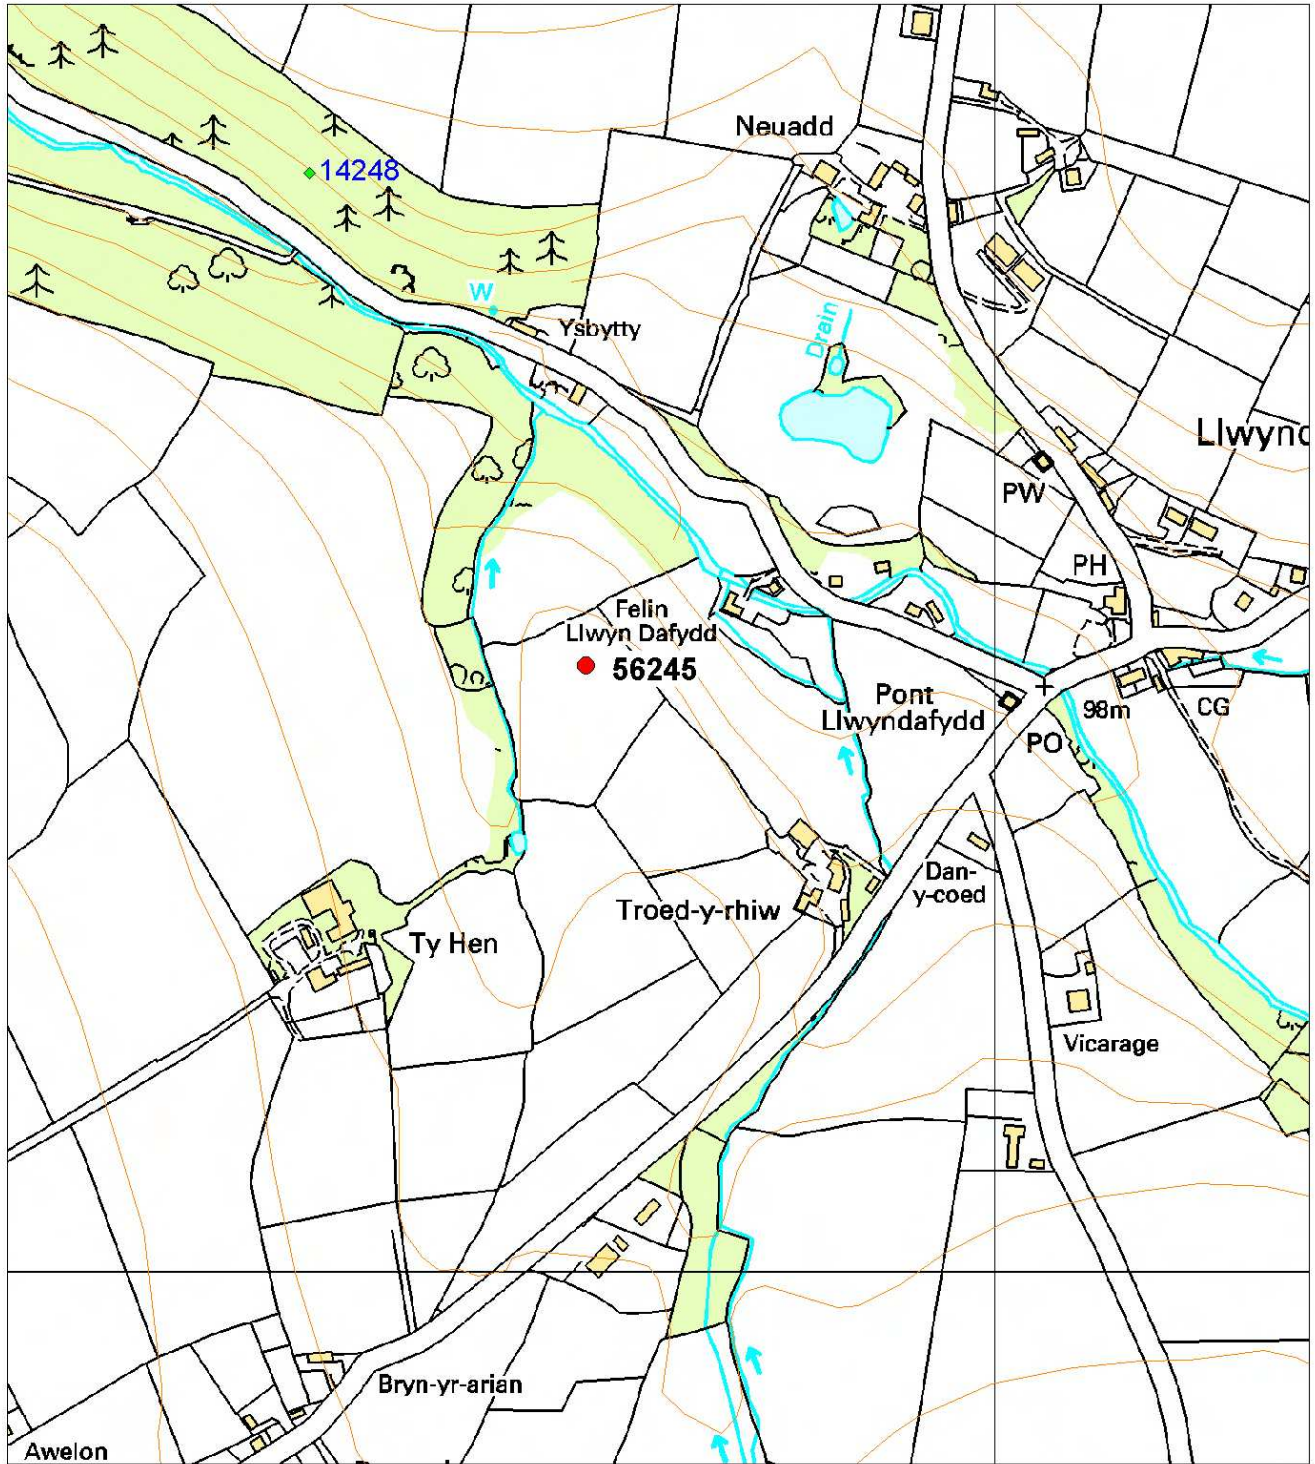 Neuadd
14248
W
Ysbytty
Drain
PW
PH
Felin
Llwyn Dafydd
56245
Pont
Llwyndafydd
98m
CG
PO
Dan-
y-coed
Troed-y-rhiw
Ty Hen
Vicarage
Bryn-yr-arian
Awelon